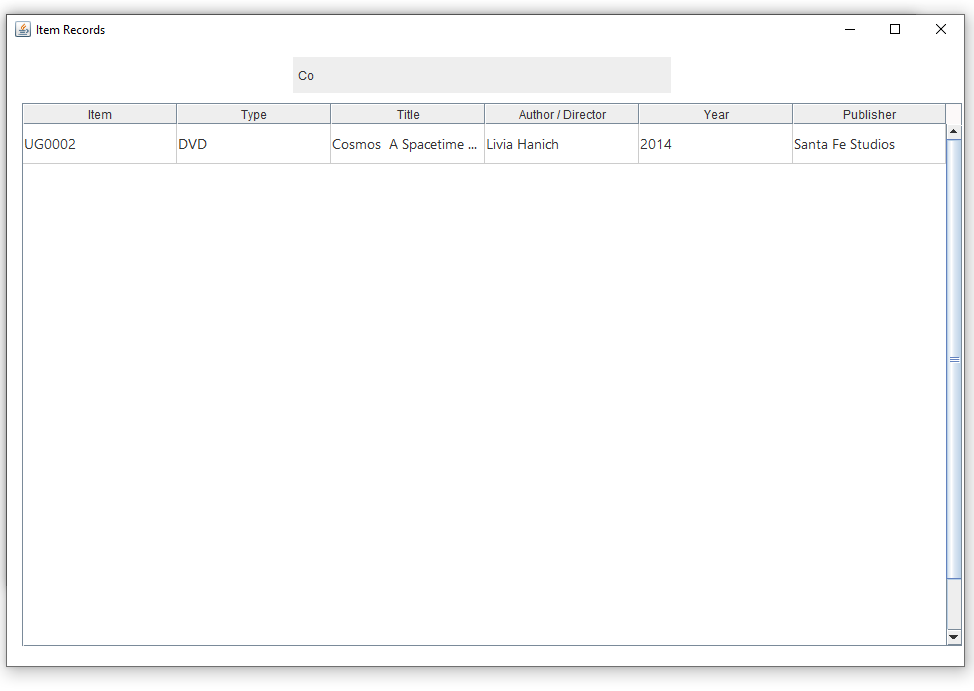 Item Records
Co
Item Type Title Author / Director Year Publisher
UG0002 DVD Cosmos  A Spacetime ... Livia Hanich 2014 Santa Fe Studios